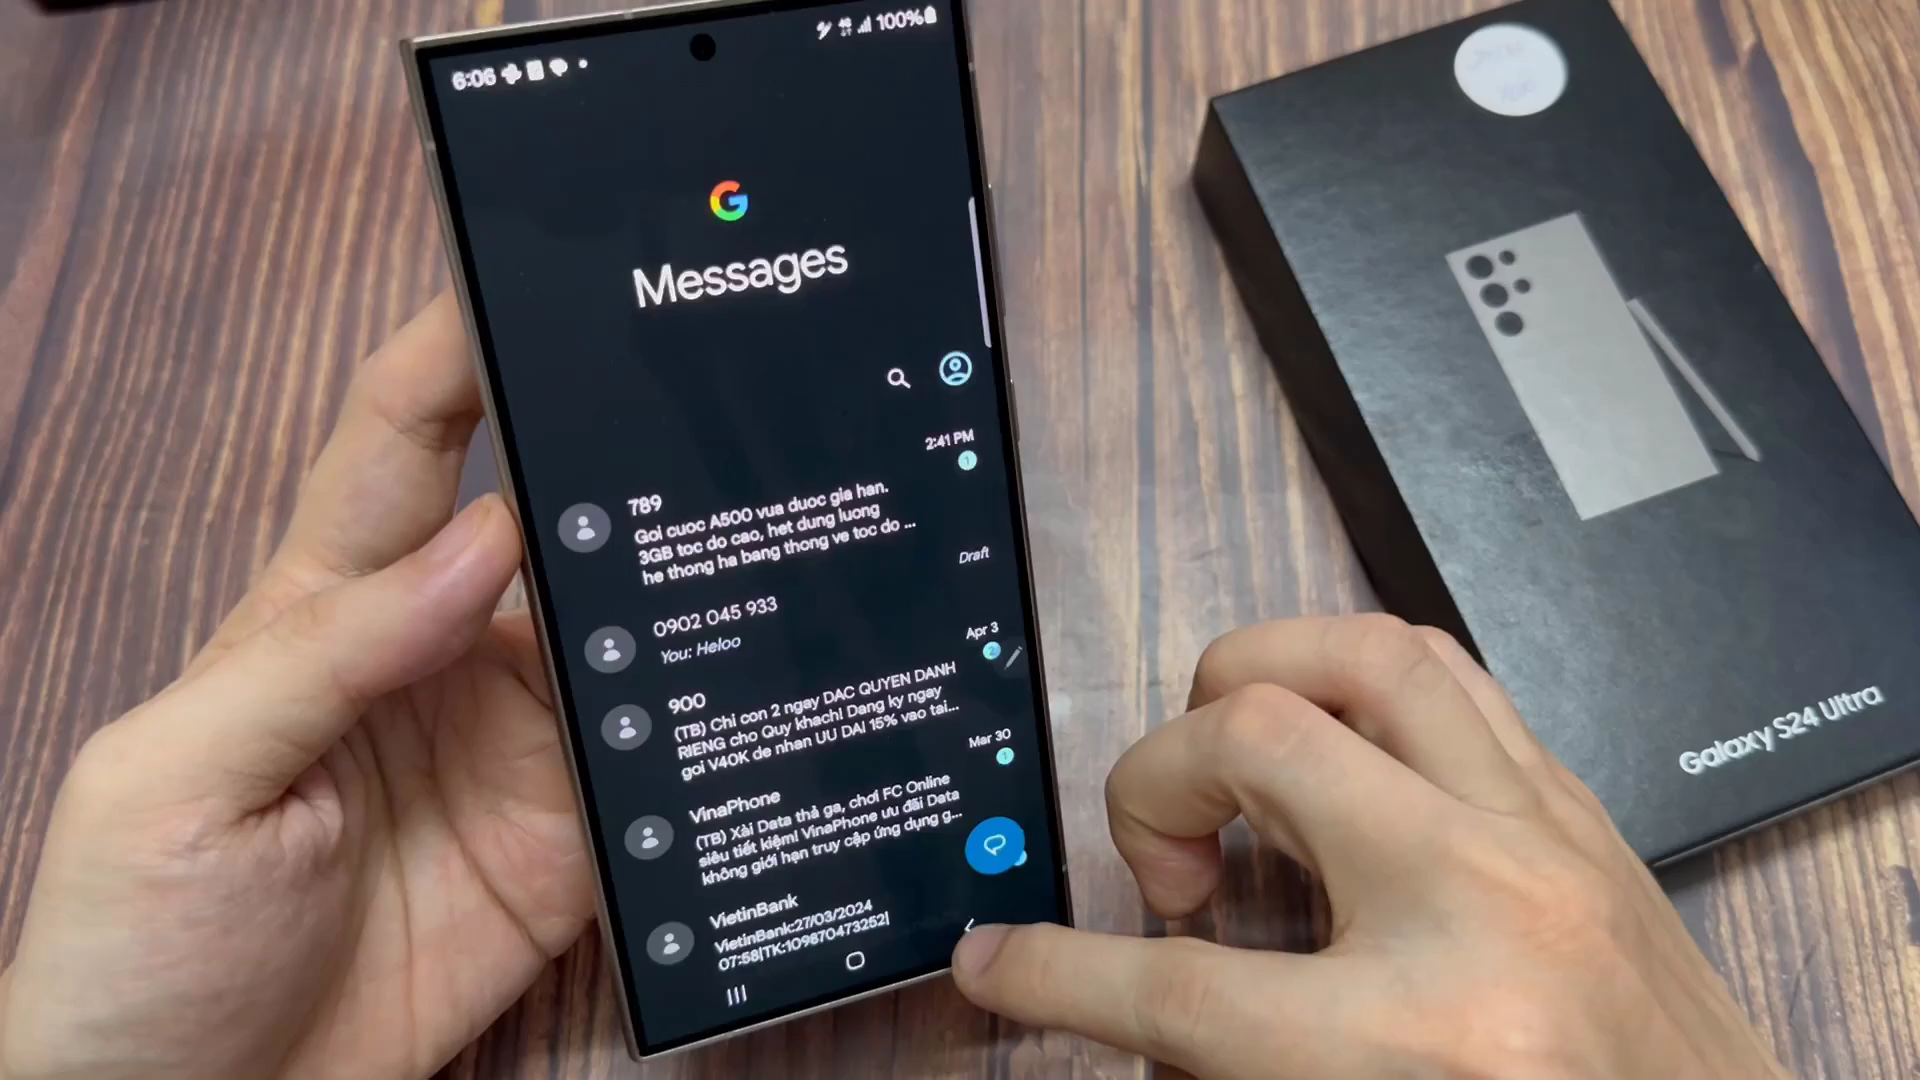 6:06
100%
G
Messages
2:41 PM
1
789
Goi cuoc A500 vua duoc gia han.
3GB toc do cao, het dung luong
he thong ha bang thong ve toc do ...
Draft
0902 045 933
You: Heloo
Apr 3
2
900
(TB) Chi con 2 ngay DAC QUYEN DANH
RIENG cho Quy khach! Dang ky ngay
goi V40K de nhan UU DAI 15% vao tai...
Mar 30
1
VinaPhone
(TB) Xài Data thả ga, chơi FC Online
siêu tiết kiệm! VinaPhone ưu đãi Data
không giới hạn truy cập ứng dụng g...
VietinBank
VietinBank:27/03/2024
07:58|TK:109870473252|
Galaxy S24 Ultra